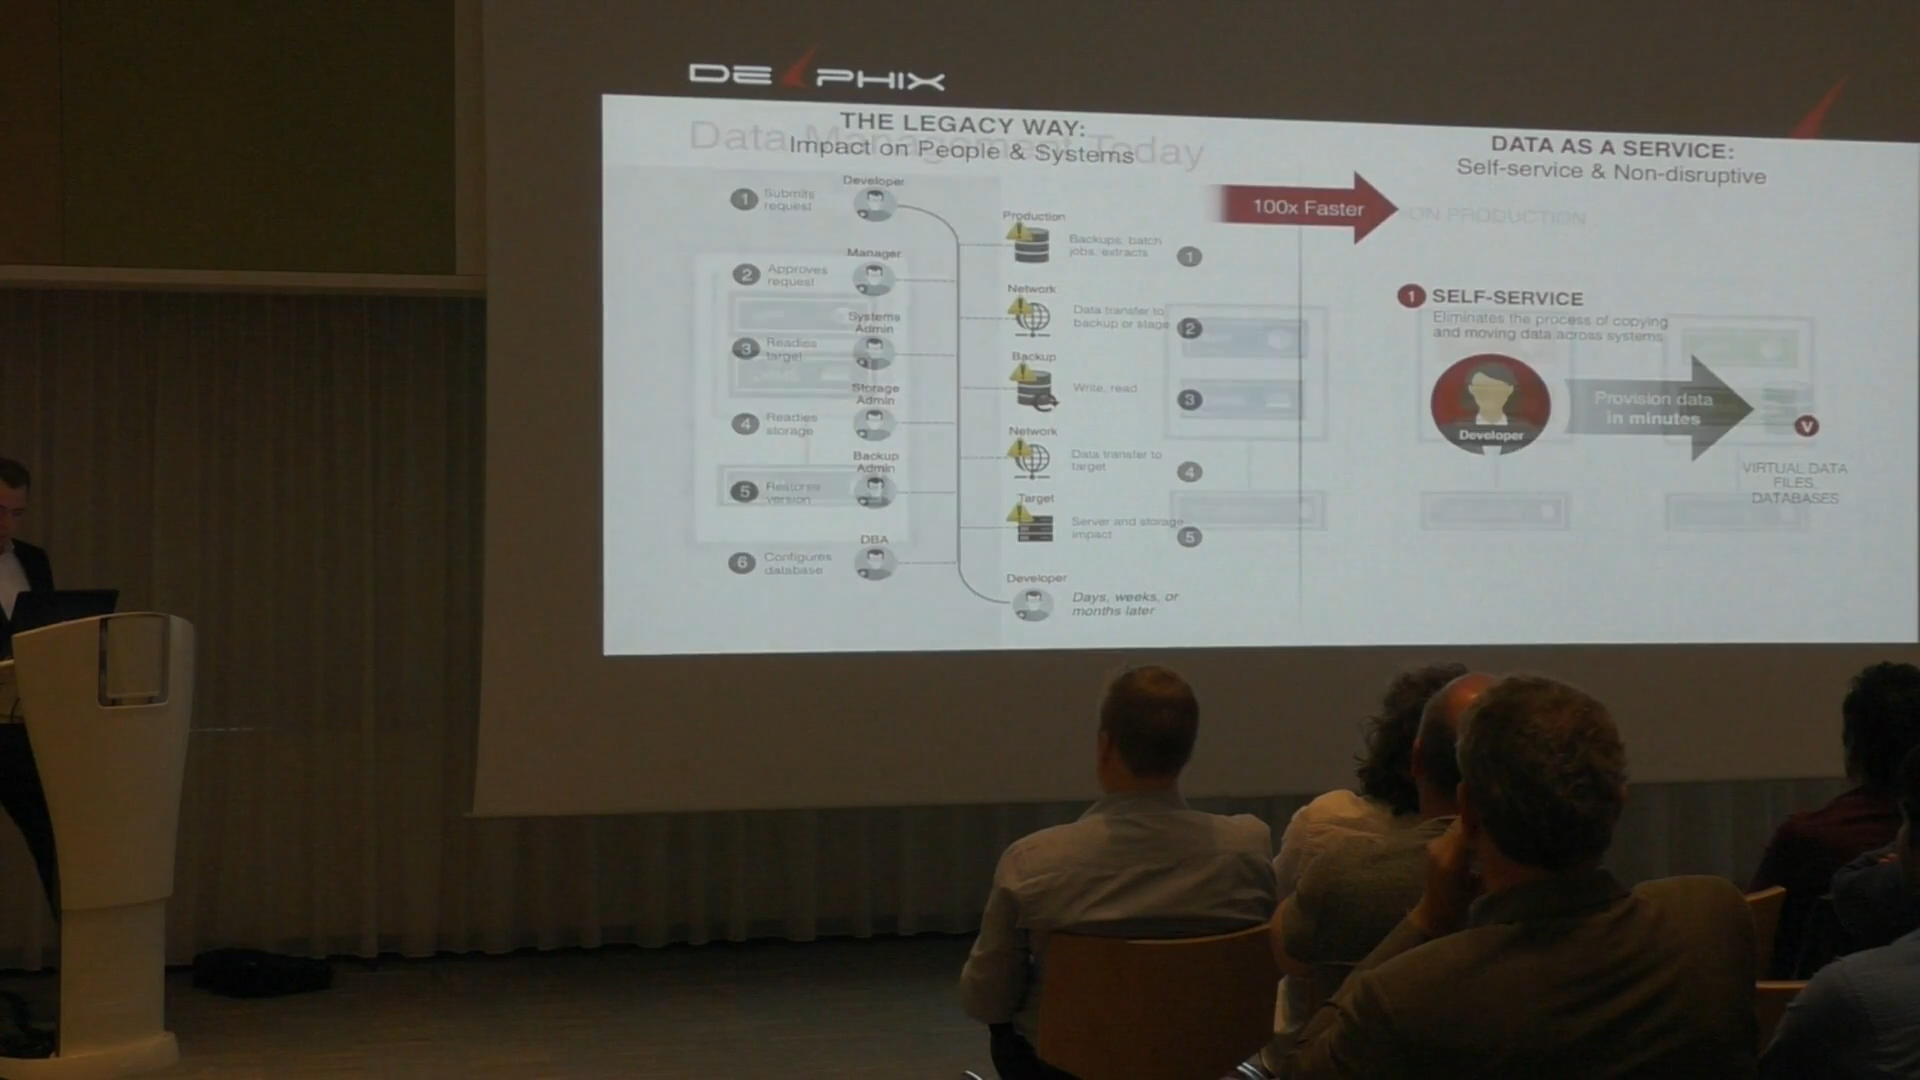 DELPHIX
Data Management Today
THE LEGACY WAY:
Impact on People & Systems
1
Submits
request
Developer
2
Approves
request
Manager
3
Readies
target
Systems
Admin
4
Readies
storage
Storage
Admin
5
Restores
version
Backup
Admin
6
Configures
database
DBA
Production
Backups, batch
jobs, extracts
1
Network
Data transfer to
backup or stage
2
Backup
Write, read
3
Network
Data transfer to
target
4
Target
Server and storage
impact
5
Developer
Days, weeks, or
months later
100x Faster
DATA AS A SERVICE:
Self-service & Non-disruptive
ON PRODUCTION
1 SELF-SERVICE
Eliminates the process of copying
and moving data across systems
Developer
Provision data
in minutes
V
VIRTUAL DATA
FILES,
DATABASES